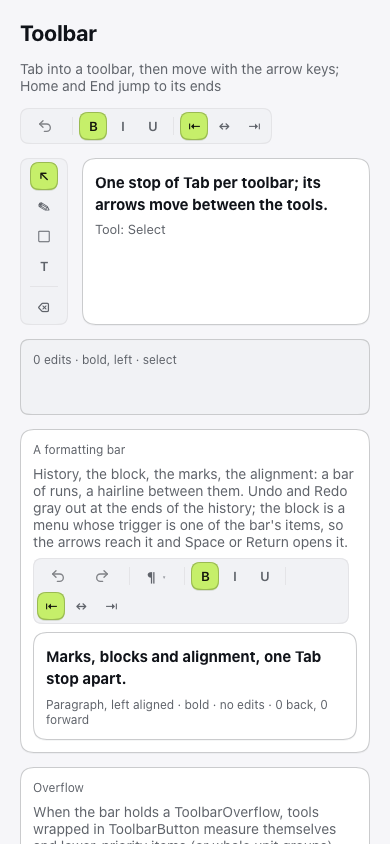 Toolbar
Tab into a toolbar, then move with the arrow keys;
Home and End jump to its ends
B I U
One stop of Tab per toolbar; its
arrows move between the tools.
Tool: Select
T
0 edits · bold, left · select
A formatting bar
History, the block, the marks, the alignment: a bar
of runs, a hairline between them. Undo and Redo
gray out at the ends of the history; the block is a
menu whose trigger is one of the bar's items, so
the arrows reach it and Space or Return opens it.
¶ B I U
Marks, blocks and alignment, one Tab
stop apart.
Paragraph, left aligned · bold · no edits · 0 back, 0
forward
Overflow
When the bar holds a ToolbarOverflow, tools
wrapped in ToolbarButton measure themselves